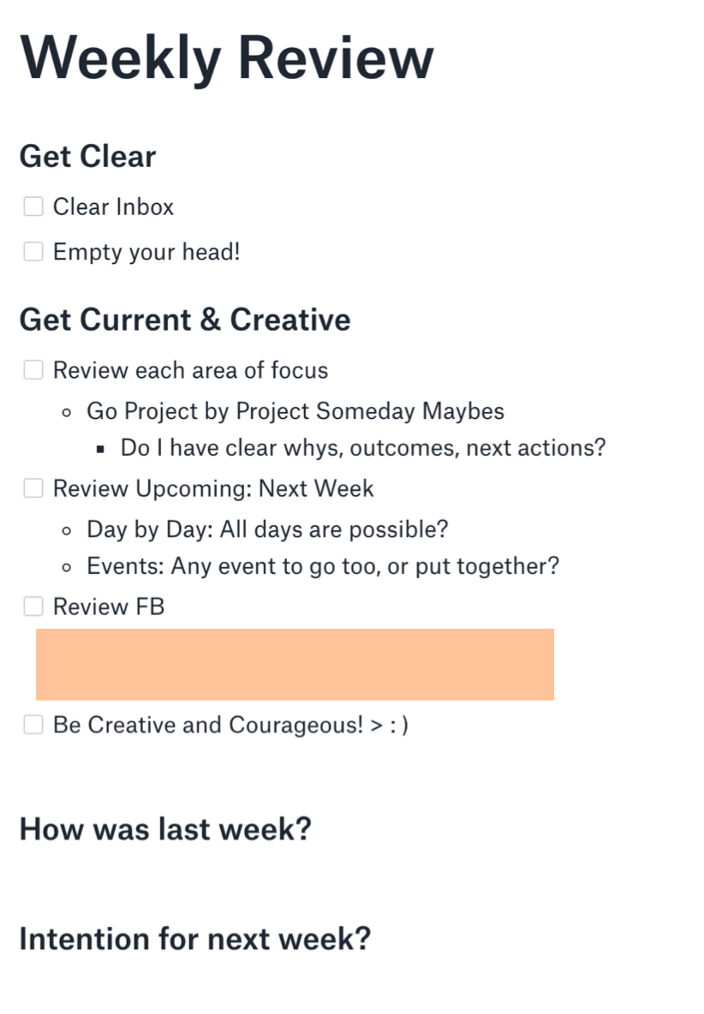 Weekly Review
Get Clear
Clear Inbox
Empty your head!
Get Current & Creative
Review each area of focus
Go Project by Project Someday Maybes
Do I have clear whys, outcomes, next actions?
Review Upcoming: Next Week
Day by Day: All days are possible?
Events: Any event to go too, or put together?
Review FB
Be Creative and Courageous! > : )
How was last week?
Intention for next week?